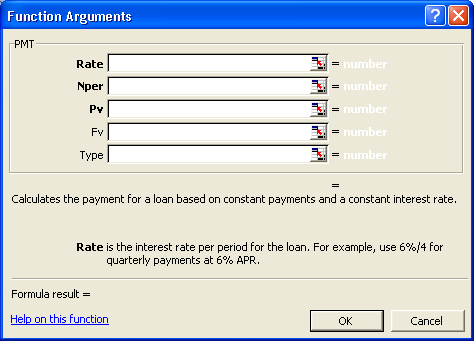 Function Arguments
PMT
Rate = number
Nper = number
Pv = number
Fv = number
Type = number
=
Calculates the payment for a loan based on constant payments and a constant interest rate.
Rate is the interest rate per period for the loan. For example, use 6%/4 for
quarterly payments at 6% APR.
Formula result =
Help on this function
OK Cancel